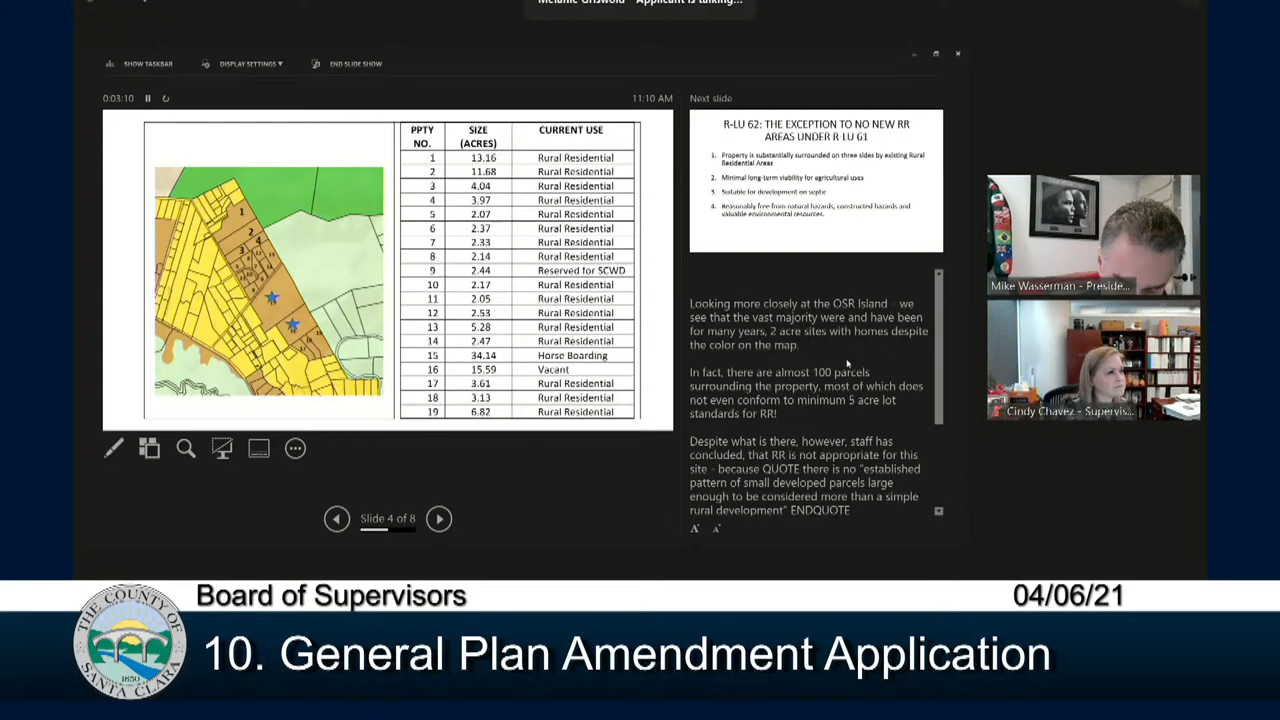 Melanie Griswold - Applicant is talking...
SHOW TASKBAR
DISPLAY SETTINGS ▼
END SLIDE SHOW
0:03:10
11:10 AM
Next slide
PPTY NO. SIZE (ACRES) CURRENT USE
1 13.16 Rural Residential
2 11.68 Rural Residential
3 4.04 Rural Residential
4 3.97 Rural Residential
5 2.07 Rural Residential
6 2.37 Rural Residential
7 2.33 Rural Residential
8 2.14 Rural Residential
9 2.44 Reserved for SCWD
10 2.17 Rural Residential
11 2.05 Rural Residential
12 2.53 Rural Residential
13 5.28 Rural Residential
14 2.47 Rural Residential
15 34.14 Horse Boarding
16 15.59 Vacant
17 3.61 Rural Residential
18 3.13 Rural Residential
19 6.82 Rural Residential
1
2
4
3
R-LU 62: THE EXCEPTION TO NO NEW RR
AREAS UNDER R-LU 61
1. Property is substantially surrounded on three sides by existing Rural
Residential Areas
2. Minimal long-term viability for agricultural uses
3. Suitable for development on septic
4. Reasonably free from natural hazards, constructed hazards and
valuable environmental resources.
Looking more closely at the OSR Island - we
see that the vast majority were and have been
for many years, 2 acre sites with homes despite
the color on the map.
In fact, there are almost 100 parcels
surrounding the property, most of which does
not even conform to minimum 5 acre lot
standards for RR!
Despite what is there, however, staff has
concluded, that RR is not appropriate for this
site - because QUOTE there is no "established
pattern of small developed parcels large
enough to be considered more than a simple
rural development" ENDQUOTE
Slide 4 of 8
A A
Mike Wasserman - Preside...
Cindy Chavez - Supervis...
Board of Supervisors
04/06/21
10. General Plan Amendment Application
THE COUNTY OF
SANTA CLARA
1850